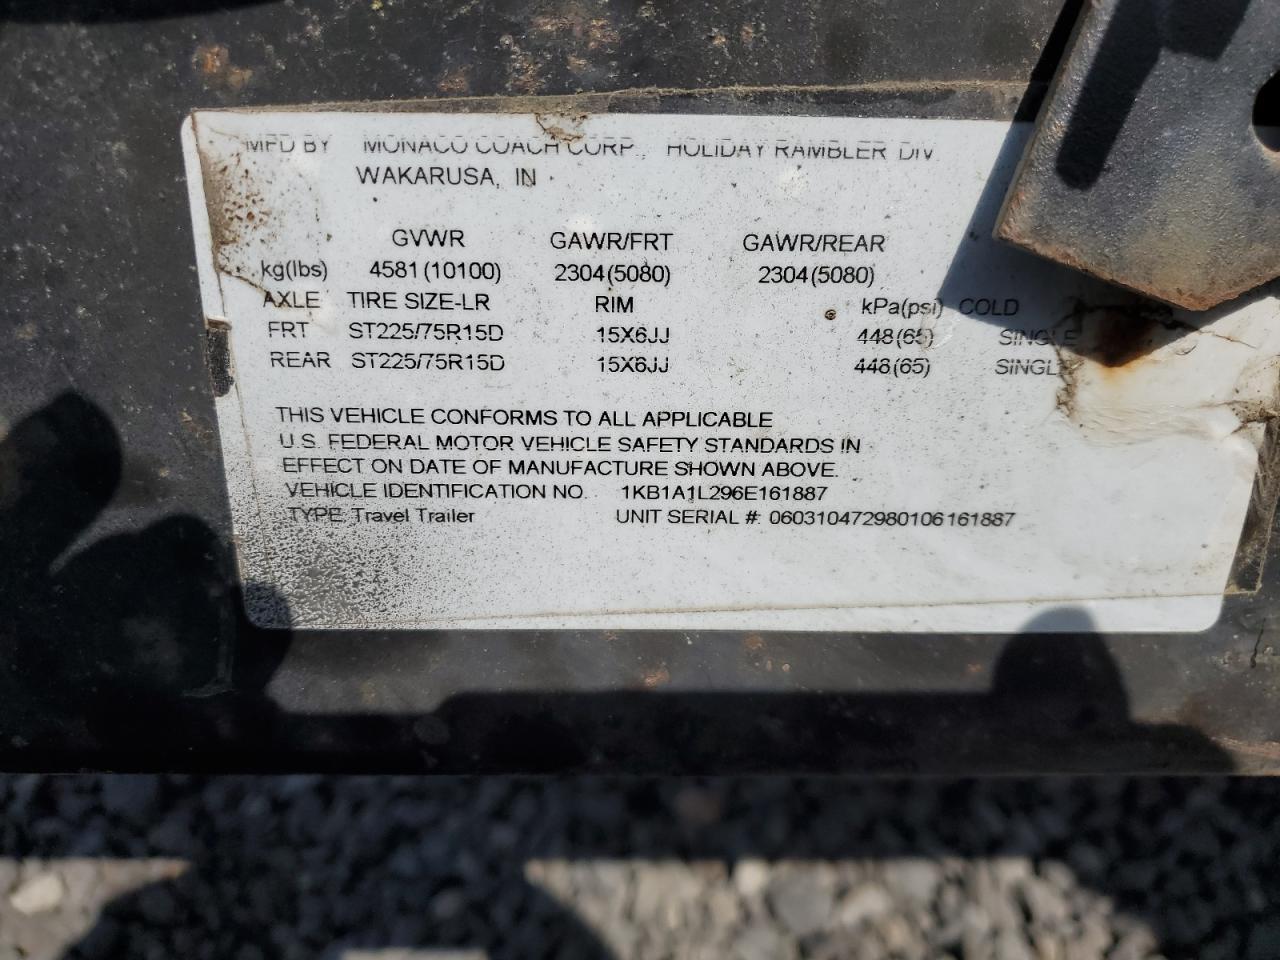 MFD BY MONACO COACH CORP., HOLIDAY RAMBLER DIV
WAKARUSA, IN
GVWR GAWR/FRT GAWR/REAR
kg(lbs) 4581(10100) 2304(5080) 2304(5080)
AXLE TIRE SIZE-LR RIM kPa(psi) COLD
FRT ST225/75R15D 15X6JJ 448(65) SINGLE
REAR ST225/75R15D 15X6JJ 448(65) SINGL
THIS VEHICLE CONFORMS TO ALL APPLICABLE
U.S. FEDERAL MOTOR VEHICLE SAFETY STANDARDS IN
EFFECT ON DATE OF MANUFACTURE SHOWN ABOVE.
VEHICLE IDENTIFICATION NO. 1KB1A1L296E161887
TYPE: Travel Trailer UNIT SERIAL #: 060310472980106161887